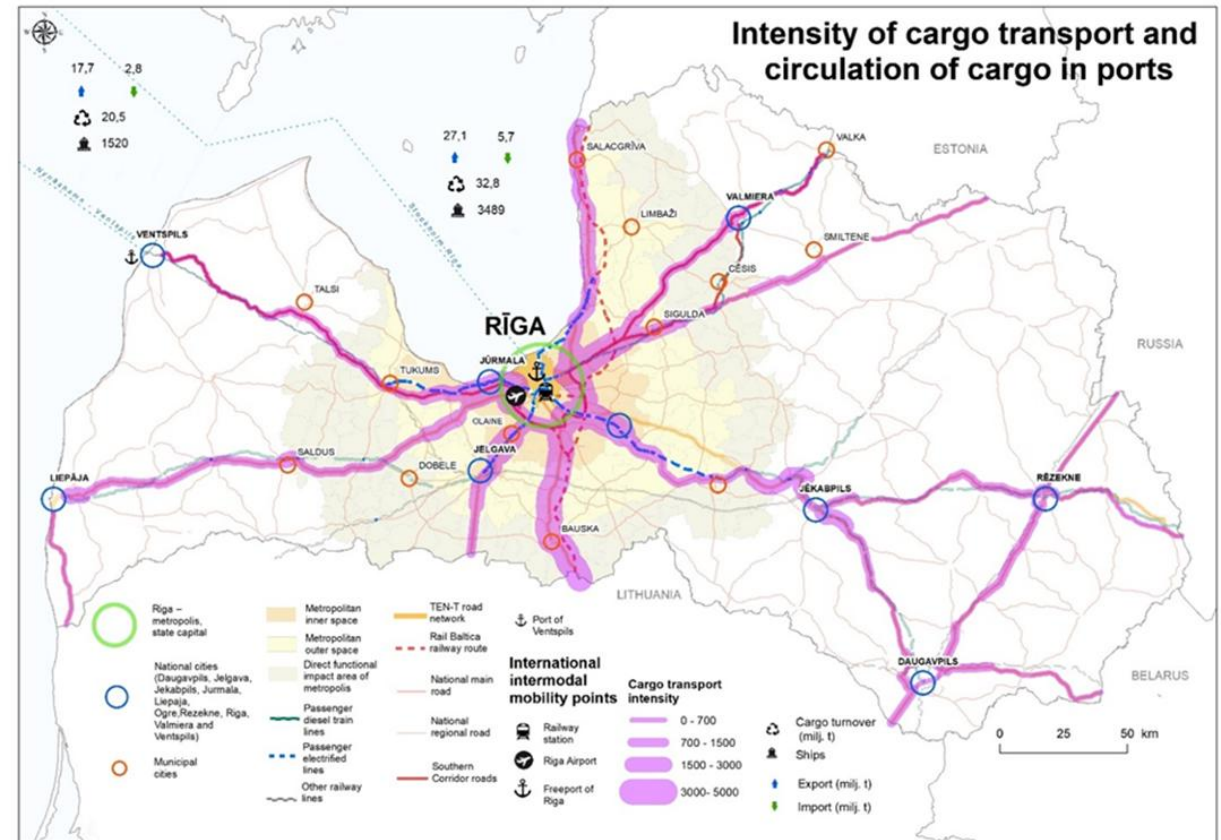 Intensity of cargo transport and
circulation of cargo in ports
17,7 2,8
20,5
1520
27,1 5,7
32,8
3489
SALACGRĪVA
VALKA
ESTONIA
VALMIERA
LIMBAŽI
VENTSPILS
SMILTENE
CĒSIS
TALSI
SIGULDA
RĪGA
RUSSIA
JŪRMALA
TUKUMS
OLAINE
JELGAVA
SALDUS
DOBELE
LIEPĀJA
JĒKABPILS
RĒZEKNE
BAUSKA
LITHUANIA
DAUGAVPILS
BELARUS
Riga –
metropolis,
state capital
National cities
(Daugavpils, Jelgava,
Jekabpils, Jurmala,
Liepaja,
Ogre,Rezekne, Riga,
Valmiera and
Ventspils)
Municipal
cities
Metropolitan
inner space
Metropolitan
outer space
Direct functional
impact area of
metropolis
Passenger
diesel train
lines
Passenger
electrified
lines
Other railway
lines
TEN-T road
network
Rail Baltica
railway route
National main
road
National
regional road
Southern
Corridor roads
Port of
Ventspils
International
intermodal
mobility points
Railway
station
Riga Airport
Freeport of
Riga
Cargo transport
intensity
0 - 700
700 - 1500
1500 - 3000
3000- 5000
Cargo turnover
(milj. t)
Ships
Export (milj. t)
Import (milj. t)
0 25 50 km